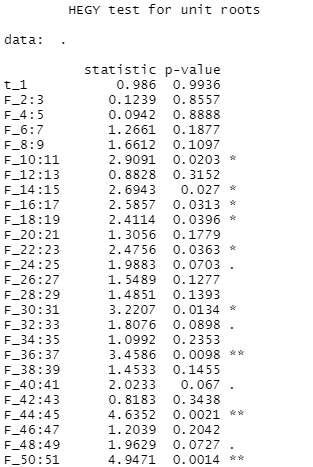 HEGY test for unit roots
data: .
statistic p-value
t_1 0.986 0.9936
F_2:3 0.1239 0.8557
F_4:5 0.0942 0.8888
F_6:7 1.2661 0.1877
F_8:9 1.6612 0.1097
F_10:11 2.9091 0.0203 *
F_12:13 0.8828 0.3152
F_14:15 2.6943 0.027 *
F_16:17 2.5857 0.0313 *
F_18:19 2.4114 0.0396 *
F_20:21 1.3056 0.1779
F_22:23 2.4756 0.0363 *
F_24:25 1.9883 0.0703 .
F_26:27 1.5489 0.1277
F_28:29 1.4851 0.1393
F_30:31 3.2207 0.0134 *
F_32:33 1.8076 0.0898 .
F_34:35 1.0992 0.2353
F_36:37 3.4586 0.0098 **
F_38:39 1.4533 0.1455
F_40:41 2.0233 0.067 .
F_42:43 0.8183 0.3438
F_44:45 4.6352 0.0021 **
F_46:47 1.2039 0.2042
F_48:49 1.9629 0.0727 .
F_50:51 4.9471 0.0014 **